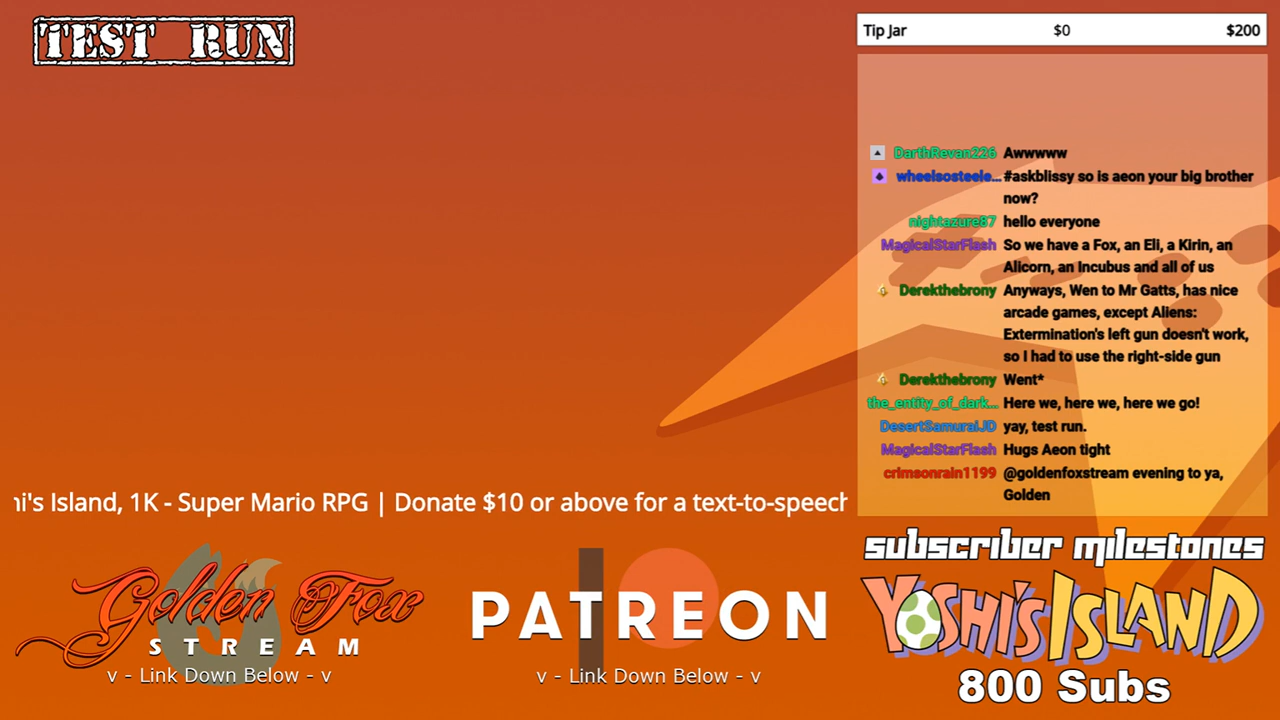 TEST RUN
Tip Jar $0 $200
DarthRevan226 Awwwww
wheelsosteele... #askblissy so is aeon your big brother
now?
nightazure87 hello everyone
MagicalStarFlash So we have a Fox, an Eli, a Kirin, an
Alicorn, an Incubus and all of us
Derekthebrony Anyways, Wen to Mr Gatts, has nice
arcade games, except Aliens:
Extermination's left gun doesn't work,
so I had to use the right-side gun
Derekthebrony Went*
the_entity_of_dark... Here we, here we, here we go!
DesertSamuraiJD yay, test run.
MagicalStarFlash Hugs Aeon tight
crimsonrain1199 @goldenfoxstream evening to ya,
Golden
hi's Island, 1K - Super Mario RPG | Donate $10 or above for a text-to-speech
Golden Fox
STREAM
v - Link Down Below - v
PATREON
v - Link Down Below - v
subscriber milestones
YOSHI'S ISLAND
800 Subs